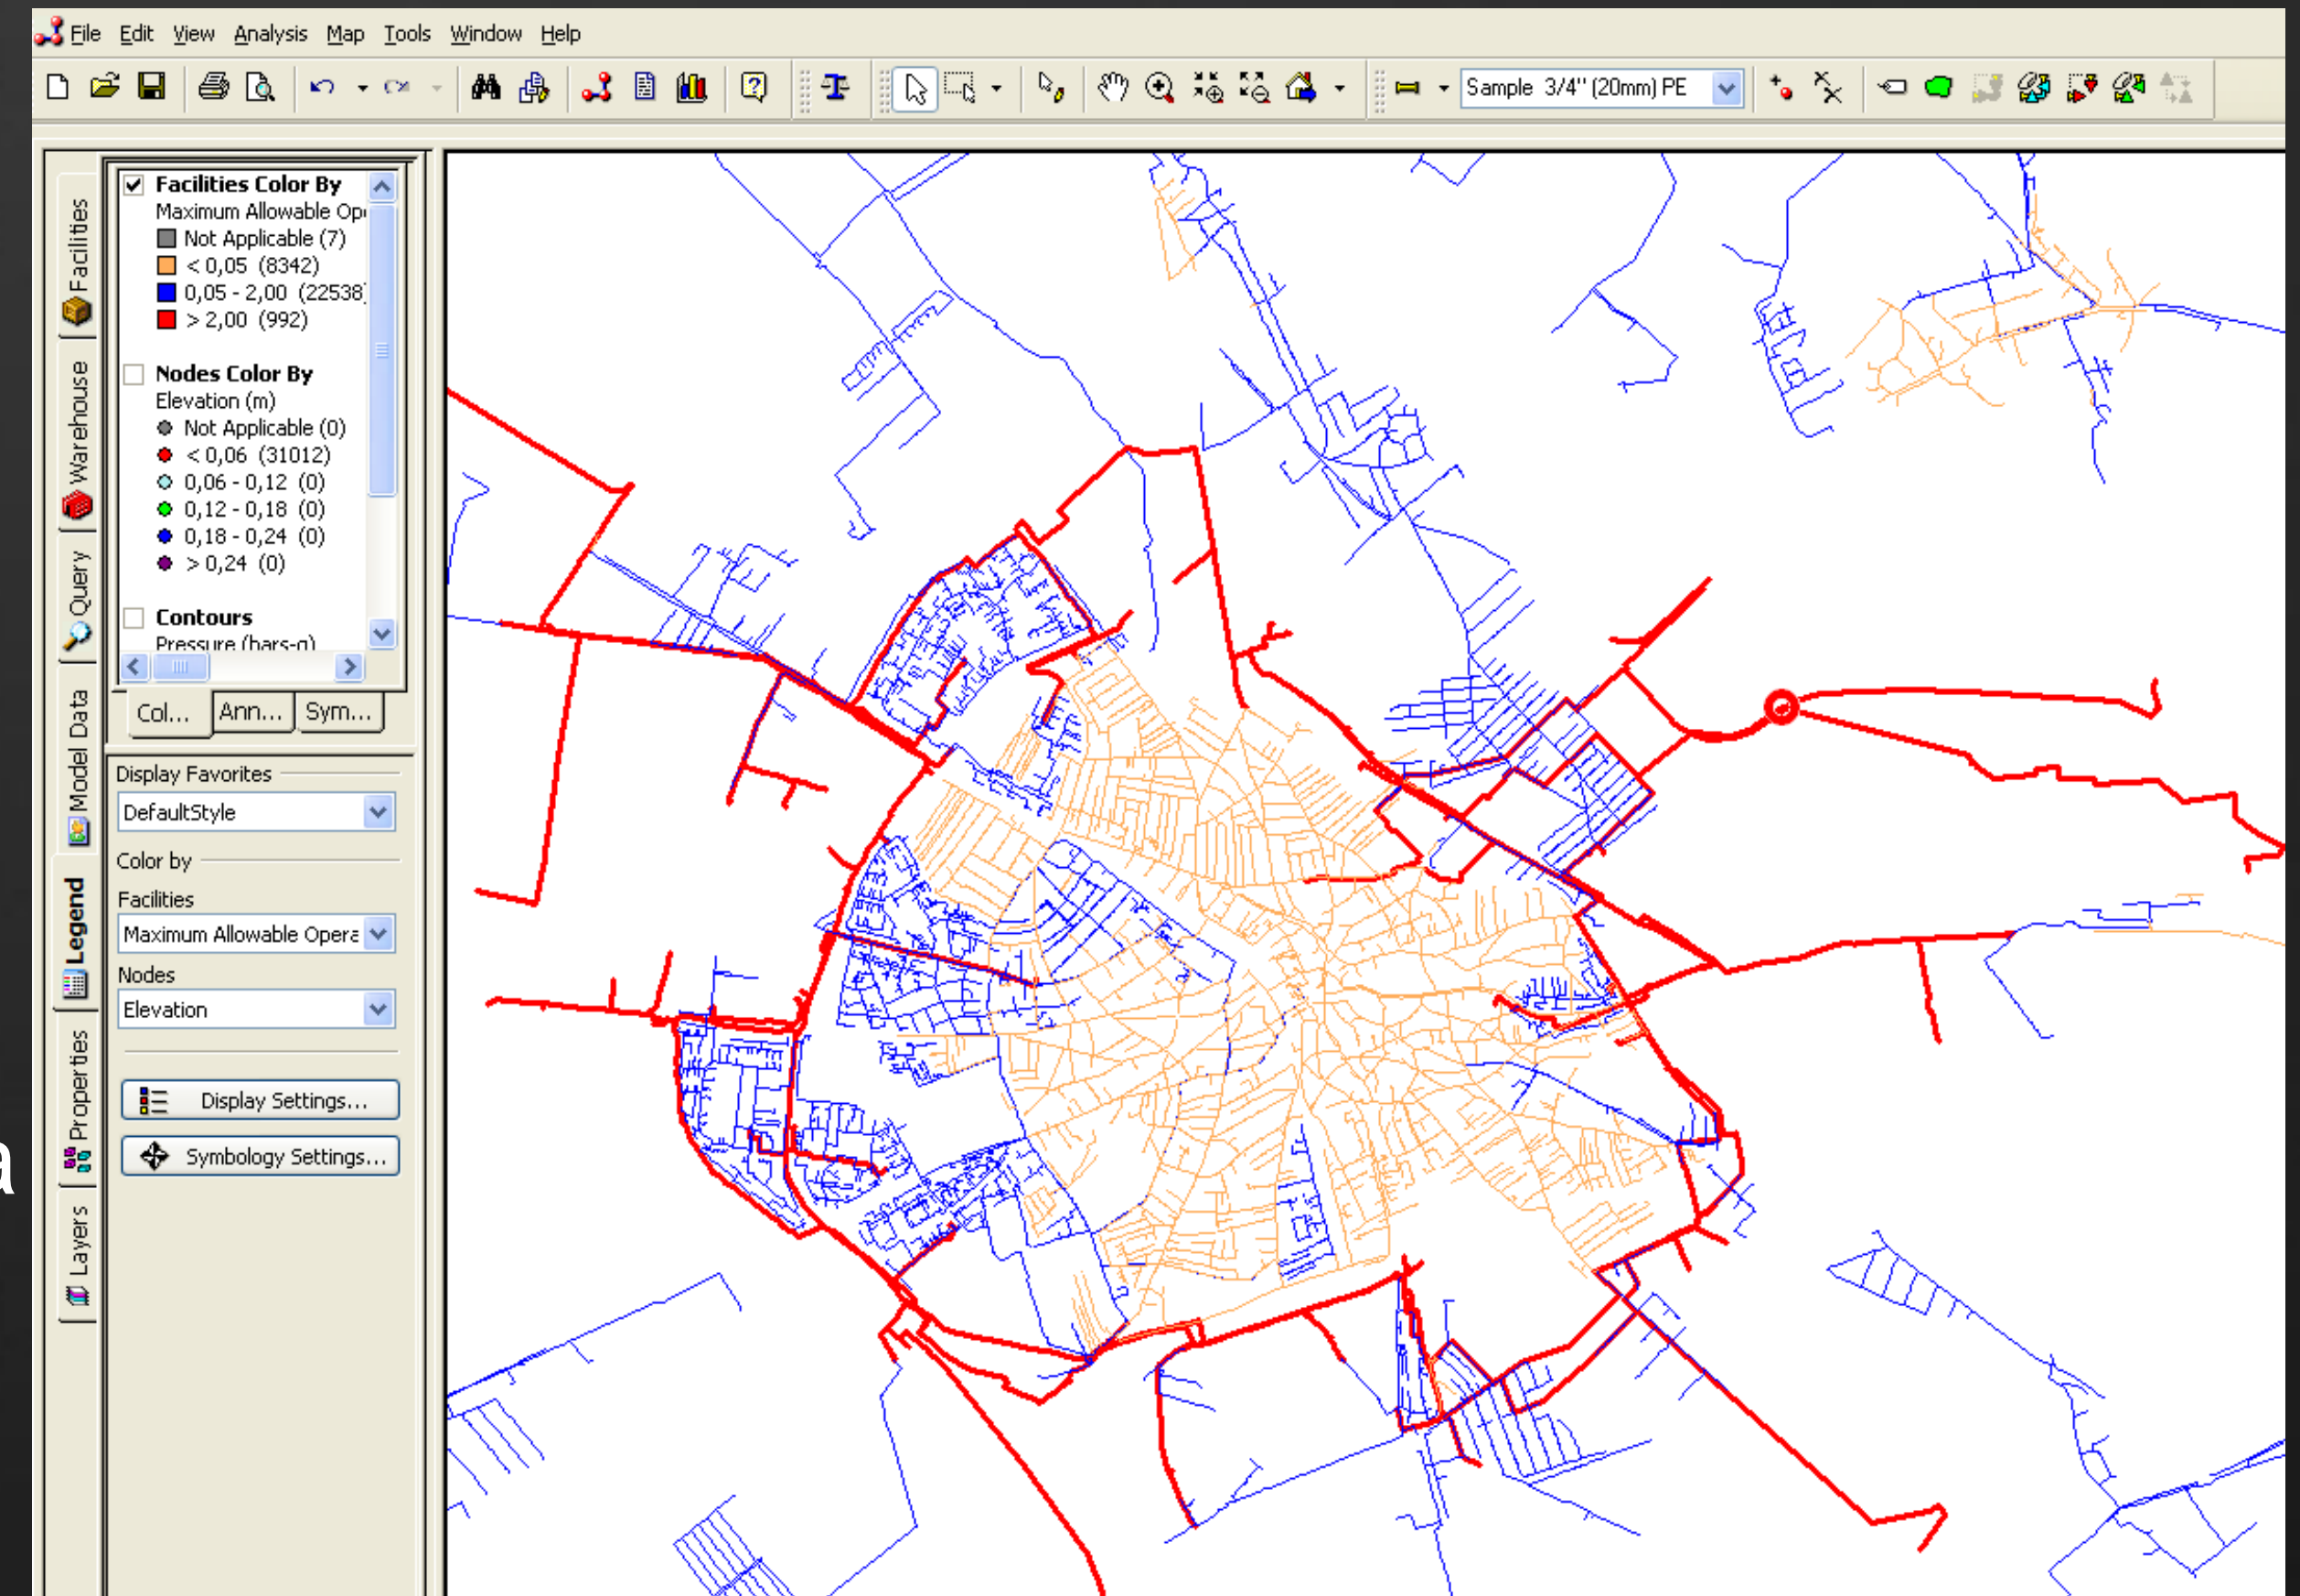 File Edit View Analysis Map Tools Window Help
Sample 3/4" (20mm) PE
Facilities
Warehouse
Query
Model Data
Legend
Properties
Layers
Facilities Color By
Maximum Allowable Op
Not Applicable (7)
< 0,05 (8342)
0,05 - 2,00 (22538
> 2,00 (992)
Nodes Color By
Elevation (m)
Not Applicable (0)
< 0,06 (31012)
0,06 - 0,12 (0)
0,12 - 0,18 (0)
0,18 - 0,24 (0)
> 0,24 (0)
Contours
Pressure (bars-g)
Col... Ann... Sym...
Display Favorites
DefaultStyle
Color by
Facilities
Maximum Allowable Opera
Nodes
Elevation
Display Settings...
Symbology Settings...
a